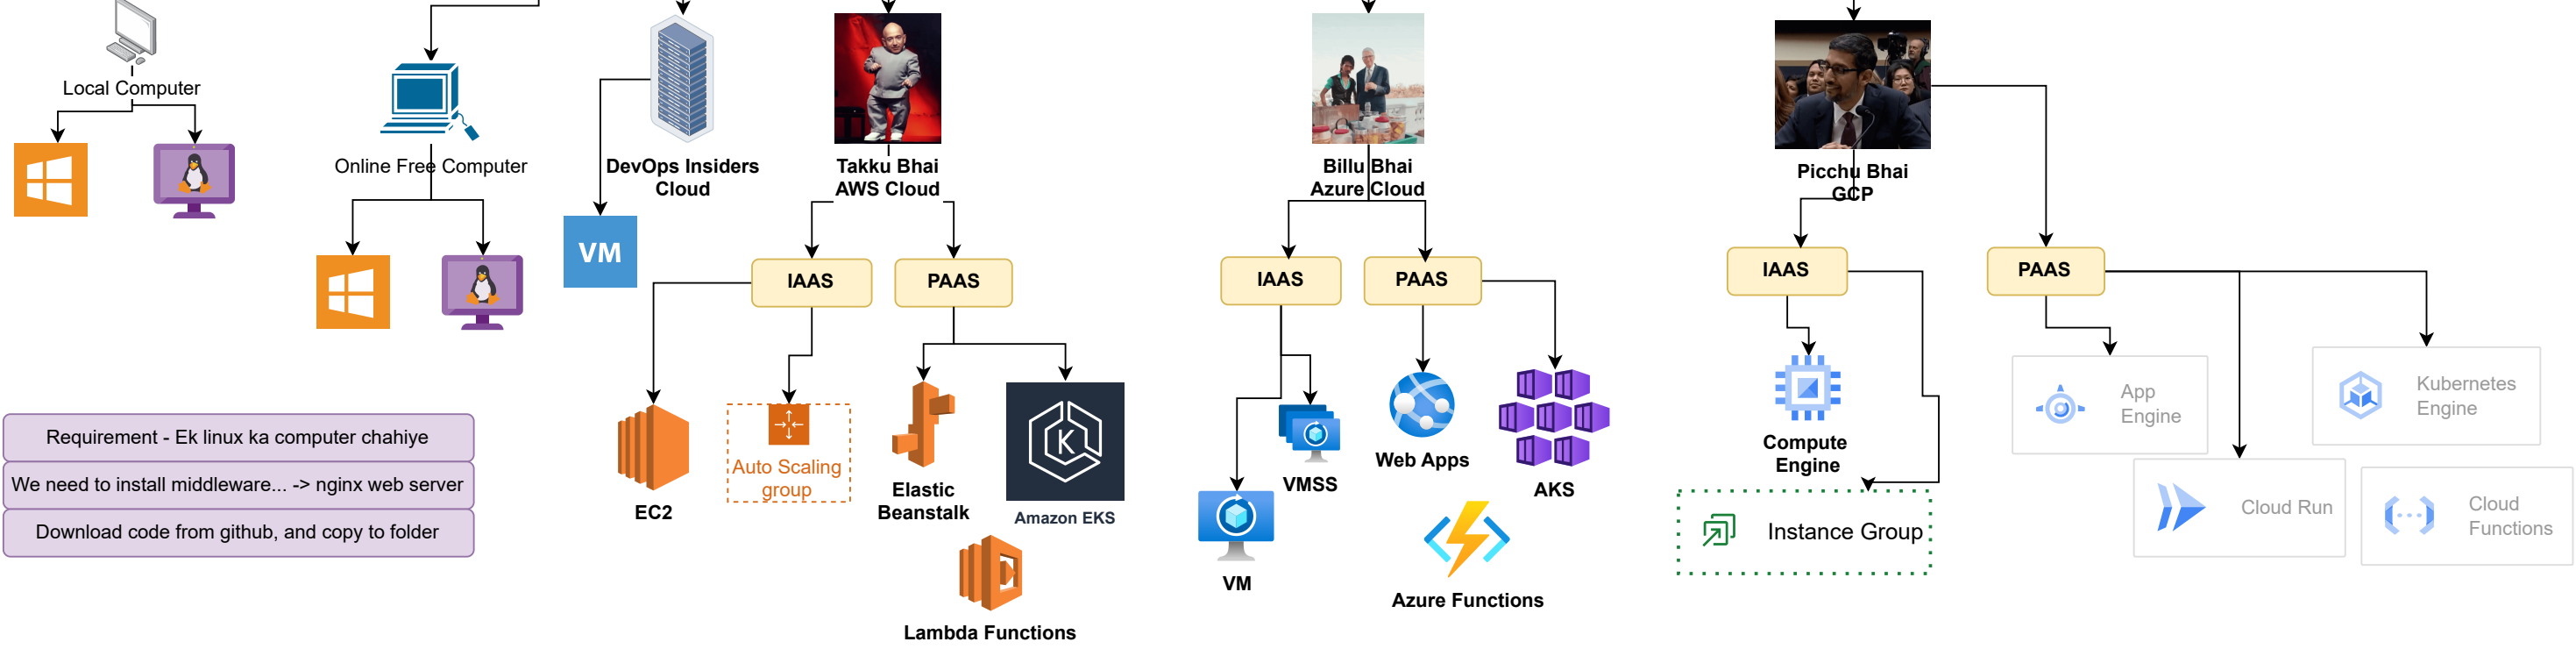 Local Computer
Online Free Computer
DevOps Insiders
Cloud
VM
Takku Bhai
AWS Cloud
Billu Bhai
Azure Cloud
Picchu Bhai
GCP
IAAS
PAAS
IAAS
PAAS
IAAS
PAAS
Requirement - Ek linux ka computer chahiye
We need to install middleware... -> nginx web server
Download code from github, and copy to folder
EC2
Auto Scaling
group
Elastic
Beanstalk
K
Amazon EKS
Lambda Functions
VM
VMSS
Web Apps
AKS
Azure Functions
Compute
Engine
Instance Group
App
Engine
Cloud Run
Kubernetes
Engine
Cloud
Functions